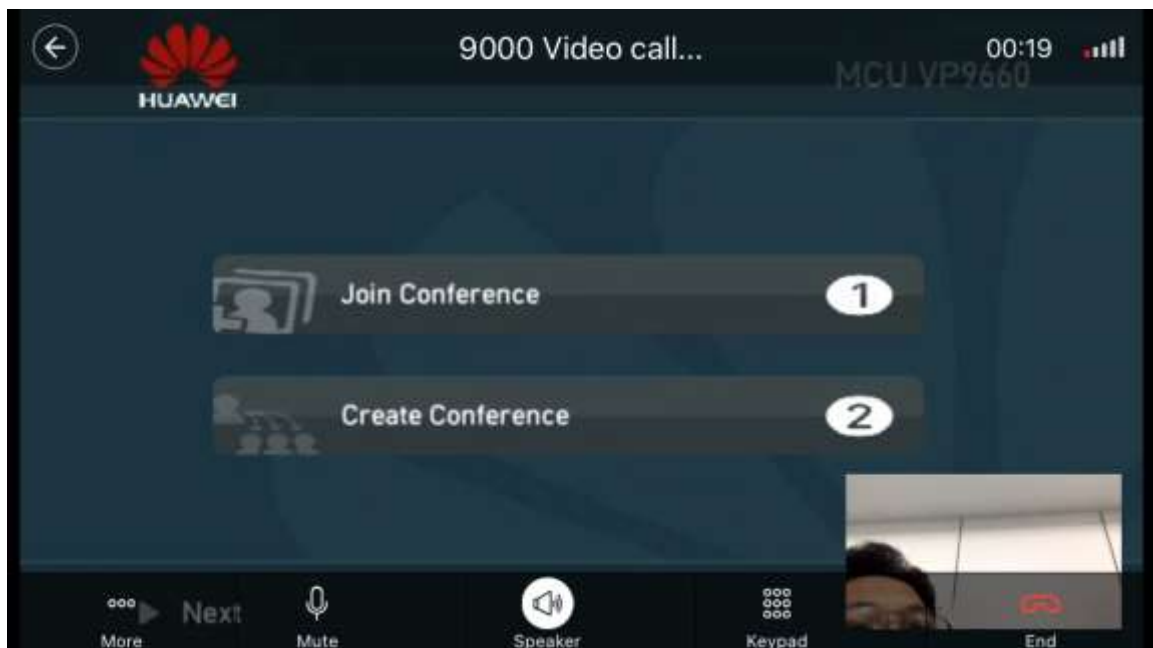 9000 Video call...
00:19
HUAWEI
MCU VP9660
Join Conference
1
Create Conference
2
Next
More
Mute
Speaker
Keypad
End